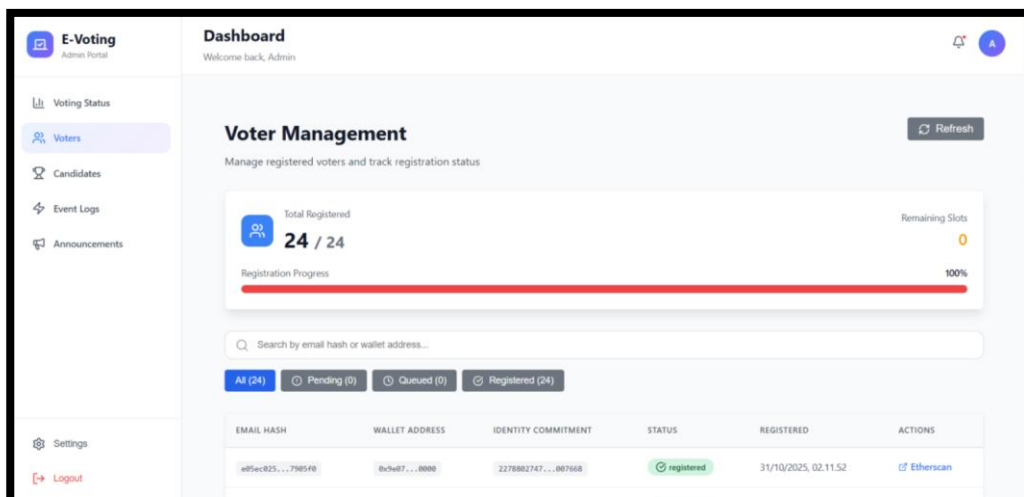 E-Voting
Admin Portal
Dashboard
Welcome back, Admin
A
Voting Status
Voters
Candidates
Event Logs
Announcements
Settings
Logout
Voter Management
Manage registered voters and track registration status
Refresh
Total Registered
24 / 24
Remaining Slots
0
Registration Progress
100%
Search by email hash or wallet address...
All (24) Pending (0) Queued (0) Registered (24)
EMAIL HASH WALLET ADDRESS IDENTITY COMMITMENT STATUS REGISTERED ACTIONS
e05ec025...7905f0 0x9e07...0000 2278802747...007668 registered 31/10/2025, 02.11.52 Etherscan